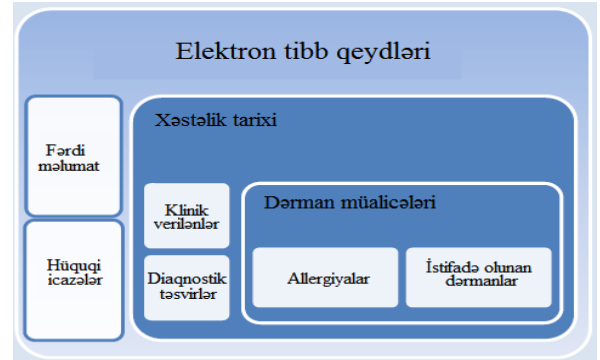 Elektron tibb qeydləri
Xəstəlik tarixi
Fərdi
məlumat
Hüquqi
icazələr
Klinik
verilənlər
Diaqnostik
təsvirlər
Dərman müalicələri
Allergiyalar
İstifadə olunan
dərmanlar